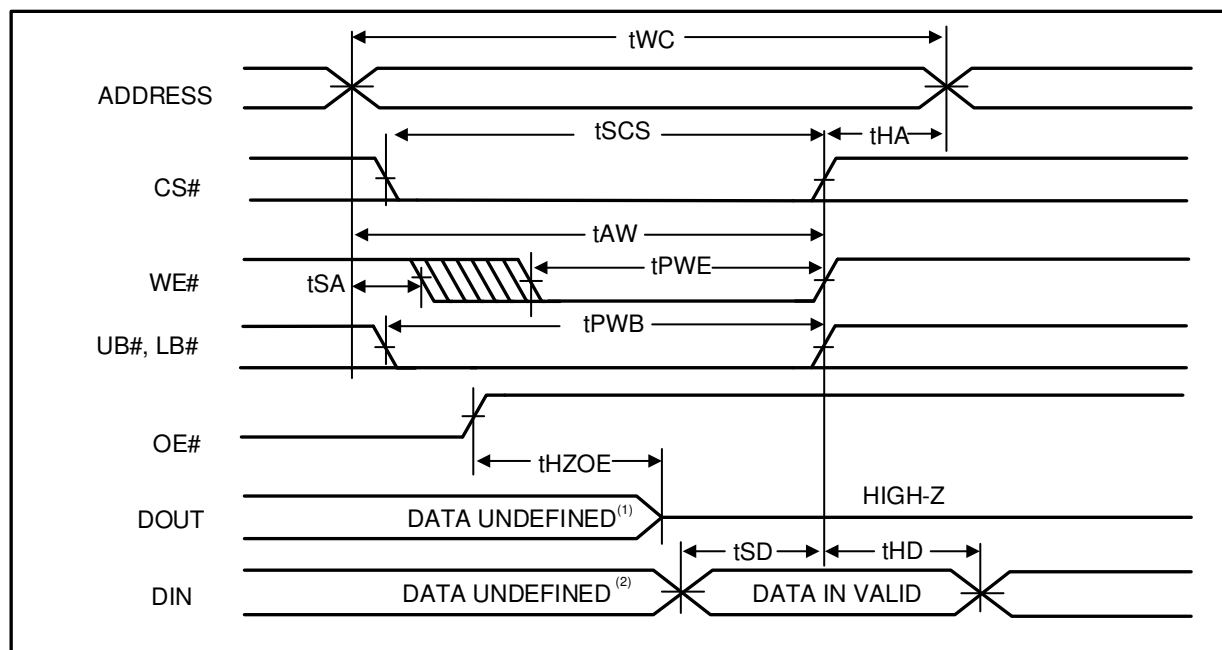 tWC
ADDRESS
tSCS
tHA
CS#
tAW
WE#
tSA
tPWE
UB#, LB#
tPWB
OE#
tHZOE
DOUT
DATA UNDEFINED(1)
HIGH-Z
tSD
tHD
DIN
DATA UNDEFINED (2)
DATA IN VALID